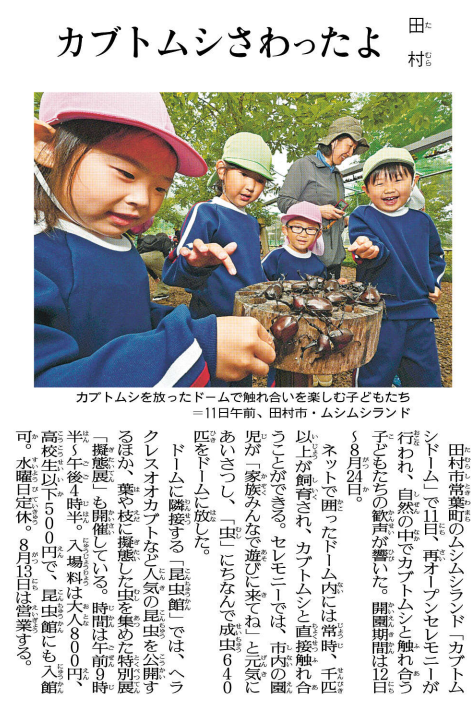 カブトムシさわったよ
田村
たむら
カブトムシを放ったドームで触れ合いを楽しむ子どもたち
＝11日午前、田村市・ムシムシランド
田村市常葉町のムシムシランド「カブト
ムシドーム」で11日、再オープンセレモニーが
行われ、自然の中でカブトムシと触れ合う
子どもたちの歓声が響いた。開園期間は12日
～8月24日。
ネットで囲ったドーム内には常時、千匹
以上が飼育され、カブトムシと直接触れ合
うことができる。セレモニーでは、市内の園
児が「家族みんなで遊びに来てね」と元気に
あいさつし、「虫」にちなんで成虫640
匹をドームに放した。
ドームに隣接する「昆虫館」では、ヘラ
クレスオオカブトなど人気の昆虫を公開す
るほか、葉や枝に擬態した虫を集めた特別展
「擬態展」も開催している。時間は午前9時
半～午後4時半。入場料は大人800円、
高校生以下500円で、昆虫館にも入館
可。水曜日定休。8月13日は営業する。